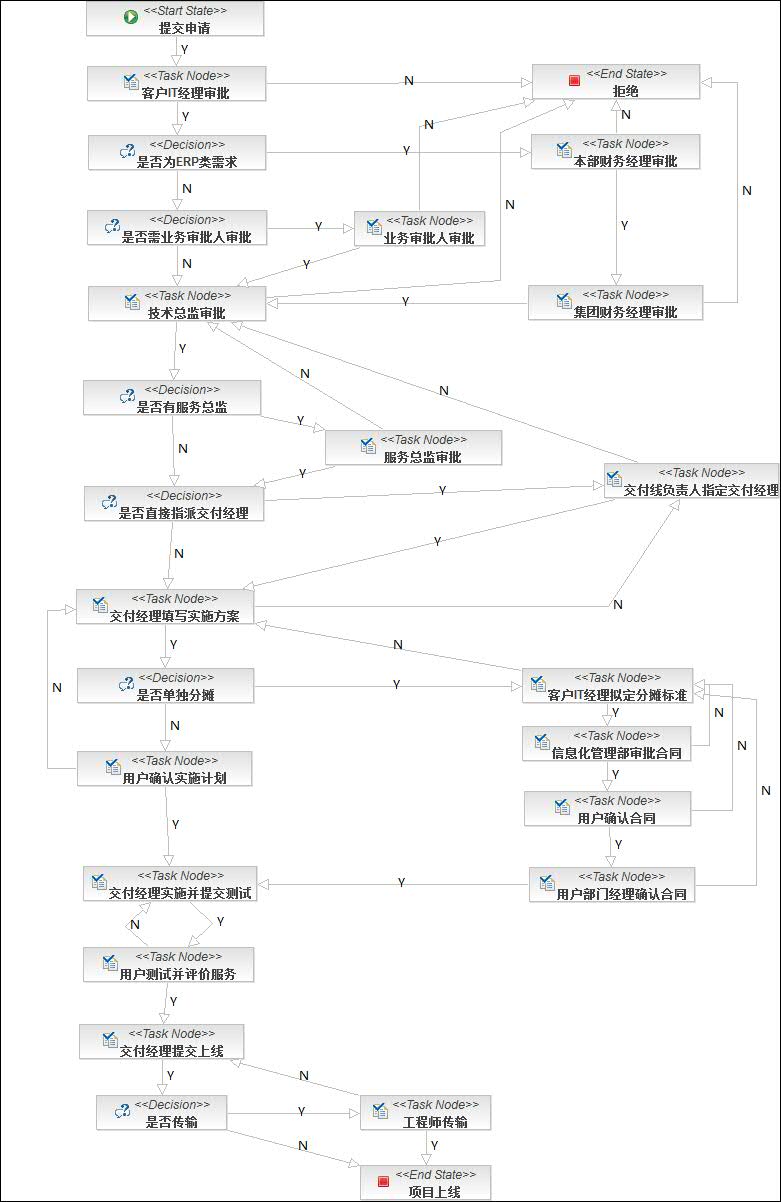 <<Start State>>
提交申请
Y
<<Task Node>>
客户IT经理审批
N
<<End State>>
拒绝
Y
N
N
<<Decision>>
是否为ERP类需求
Y
<<Task Node>>
本部财务经理审批
N
N
N
<<Decision>>
是否需业务审批人审批
Y
<<Task Node>>
业务审批人审批
Y
N
Y
<<Task Node>>
技术总监审批
Y
<<Task Node>>
集团财务经理审批
Y
N
N
<<Decision>>
是否有服务总监
Y
<<Task Node>>
服务总监审批
N
Y
<<Task Node>>
交付线负责人指定交付经理
<<Decision>>
是否直接指派交付经理
Y
N
Y
<<Task Node>>
交付经理填写实施方案
N
Y
N
<<Decision>>
是否单独分摊
Y
<<Task Node>>
客户IT经理拟定分摊标准
N
N
Y
N
<<Task Node>>
信息化管理部审批合同
N
<<Task Node>>
用户确认实施计划
Y
N
<<Task Node>>
用户确认合同
Y
Y
<<Task Node>>
交付经理实施并提交测试
Y
<<Task Node>>
用户部门经理确认合同
N
Y
<<Task Node>>
用户测试并评价服务
Y
<<Task Node>>
交付经理提交上线
Y
N
<<Decision>>
是否传输
Y
<<Task Node>>
工程师传输
N
Y
<<End State>>
项目上线